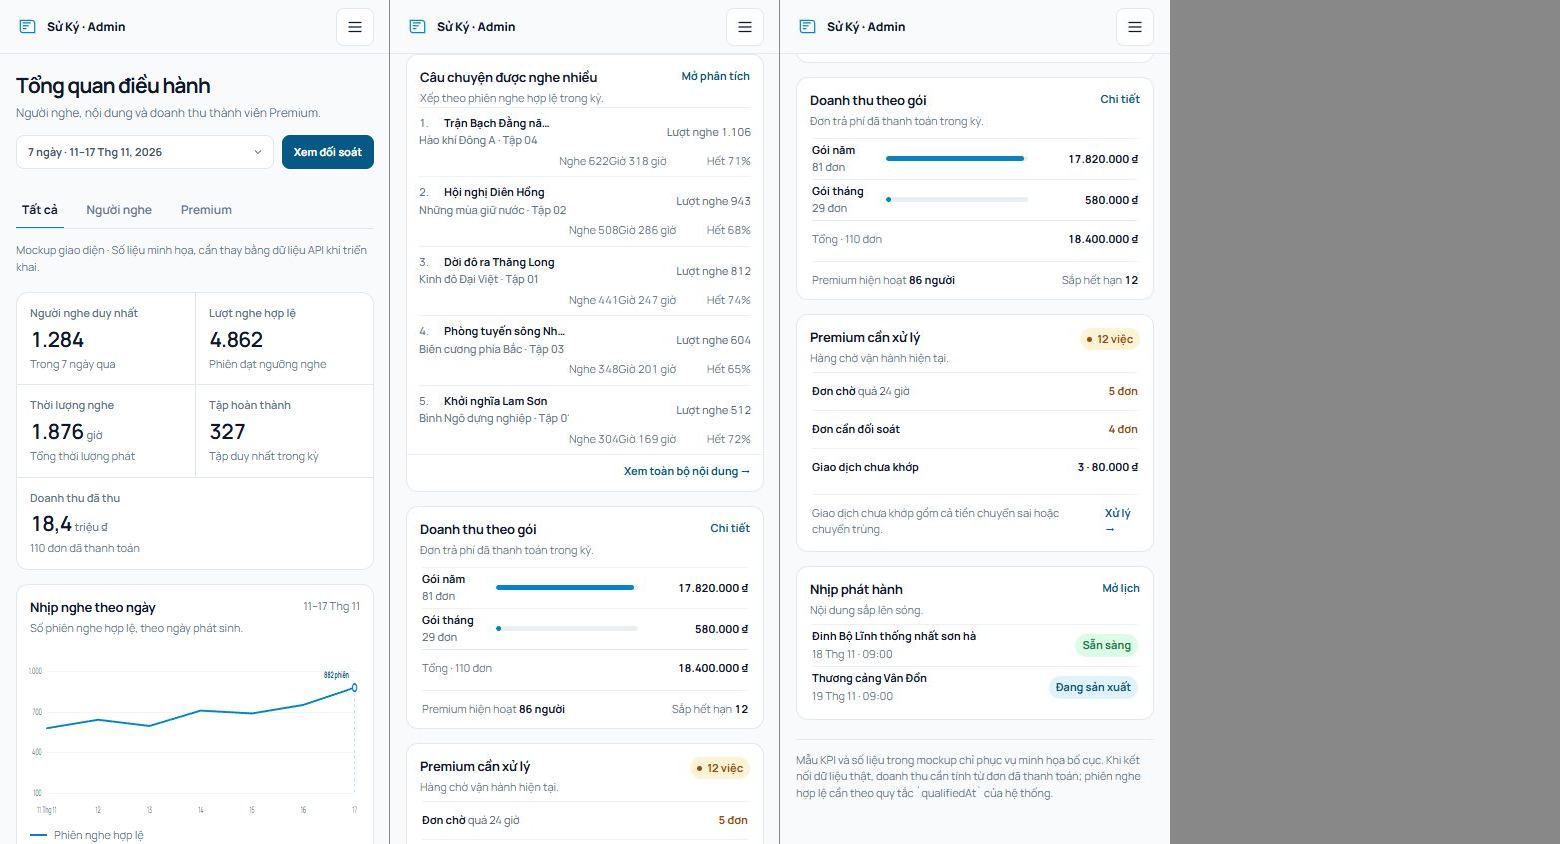 Sử Ký · Admin
Tổng quan điều hành
Người nghe, nội dung và doanh thu thành viên Premium.
7 ngày · 11–17 Thg 11, 2026
Xem đối soát
Tất cả
Người nghe
Premium
Mockup giao diện · Số liệu minh họa, cần thay bằng dữ liệu API khi triển
khai.
Người nghe duy nhất
1.284
Trong 7 ngày qua
Lượt nghe hợp lệ
4.862
Phiên đạt ngưỡng nghe
Thời lượng nghe
1.876 giờ
Tổng thời lượng phát
Tập hoàn thành
327
Tập duy nhất trong kỳ
Doanh thu đã thu
18,4 triệu ₫
110 đơn đã thanh toán
Nhịp nghe theo ngày
11–17 Thg 11
Số phiên nghe hợp lệ, theo ngày phát sinh.
1.000
882 phiên
700
400
100
11 Thg 11
12
13
14
15
16
17
Phiên nghe hợp lệ
Sử Ký · Admin
Câu chuyện được nghe nhiều
Mở phân tích
Xếp theo phiên nghe hợp lệ trong kỳ.
1. Trận Bạch Đằng nă…
Hào khí Đông A · Tập 04
Lượt nghe 1.106
Nghe 622Giờ 318 giờ
Hết 71%
2. Hội nghị Diên Hồng
Những mùa giữ nước · Tập 02
Lượt nghe 943
Nghe 508Giờ 286 giờ
Hết 68%
3. Dời đô ra Thăng Long
Kinh đô Đại Việt · Tập 01
Lượt nghe 812
Nghe 441Giờ 247 giờ
Hết 74%
4. Phòng tuyến sông Nh…
Biên cương phía Bắc · Tập 03
Lượt nghe 604
Nghe 348Giờ 201 giờ
Hết 65%
5. Khởi nghĩa Lam Sơn
Bình Ngô dựng nghiệp · Tập
Lượt nghe 512
Nghe 304Giờ 169 giờ
Hết 72%
Xem toàn bộ nội dung →
Doanh thu theo gói
Chi tiết
Đơn trả phí đã thanh toán trong kỳ.
Gói năm
81 đơn
17.820.000 ₫
Gói tháng
29 đơn
580.000 ₫
Tổng · 110 đơn
18.400.000 ₫
Premium hiện hoạt 86 người
Sắp hết hạn 12
Premium cần xử lý
12 việc
Hàng chờ vận hành hiện tại.
Đơn chờ quá 24 giờ
5 đơn
Sử Ký · Admin
Doanh thu theo gói
Chi tiết
Đơn trả phí đã thanh toán trong kỳ.
Gói năm
81 đơn
17.820.000 ₫
Gói tháng
29 đơn
580.000 ₫
Tổng · 110 đơn
18.400.000 ₫
Premium hiện hoạt 86 người
Sắp hết hạn 12
Premium cần xử lý
12 việc
Hàng chờ vận hành hiện tại.
Đơn chờ quá 24 giờ
5 đơn
Đơn cần đối soát
4 đơn
Giao dịch chưa khớp
3 · 80.000 ₫
Giao dịch chưa khớp gồm cả tiền chuyển sai hoặc
chuyển trùng.
Xử lý
→
Nhịp phát hành
Mở lịch
Nội dung sắp lên sóng.
Đinh Bộ Lĩnh thống nhất sơn hà
18 Thg 11 · 09:00
Sẵn sàng
Thương cảng Vân Đồn
19 Thg 11 · 09:00
Đang sản xuất
Mẫu KPI và số liệu trong mockup chỉ phục vụ minh họa bố cục. Khi kết
nối dữ liệu thật, doanh thu cần tính từ đơn đã thanh toán; phiên nghe
hợp lệ cần theo quy tắc `qualifiedAt` của hệ thống.